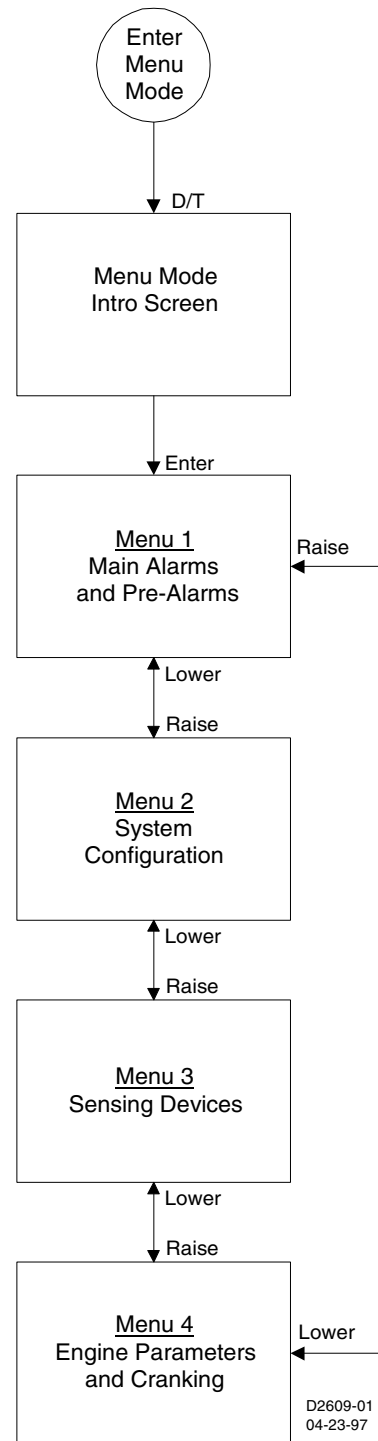 Enter
Menu
Mode
D/T
Menu Mode
Intro Screen
Enter
Menu 1
Main Alarms
and Pre-Alarms
Raise
Lower
Raise
Menu 2
System
Configuration
Lower
Raise
Menu 3
Sensing Devices
Lower
Raise
Menu 4
Engine Parameters
and Cranking
Lower
D2609-01
04-23-97